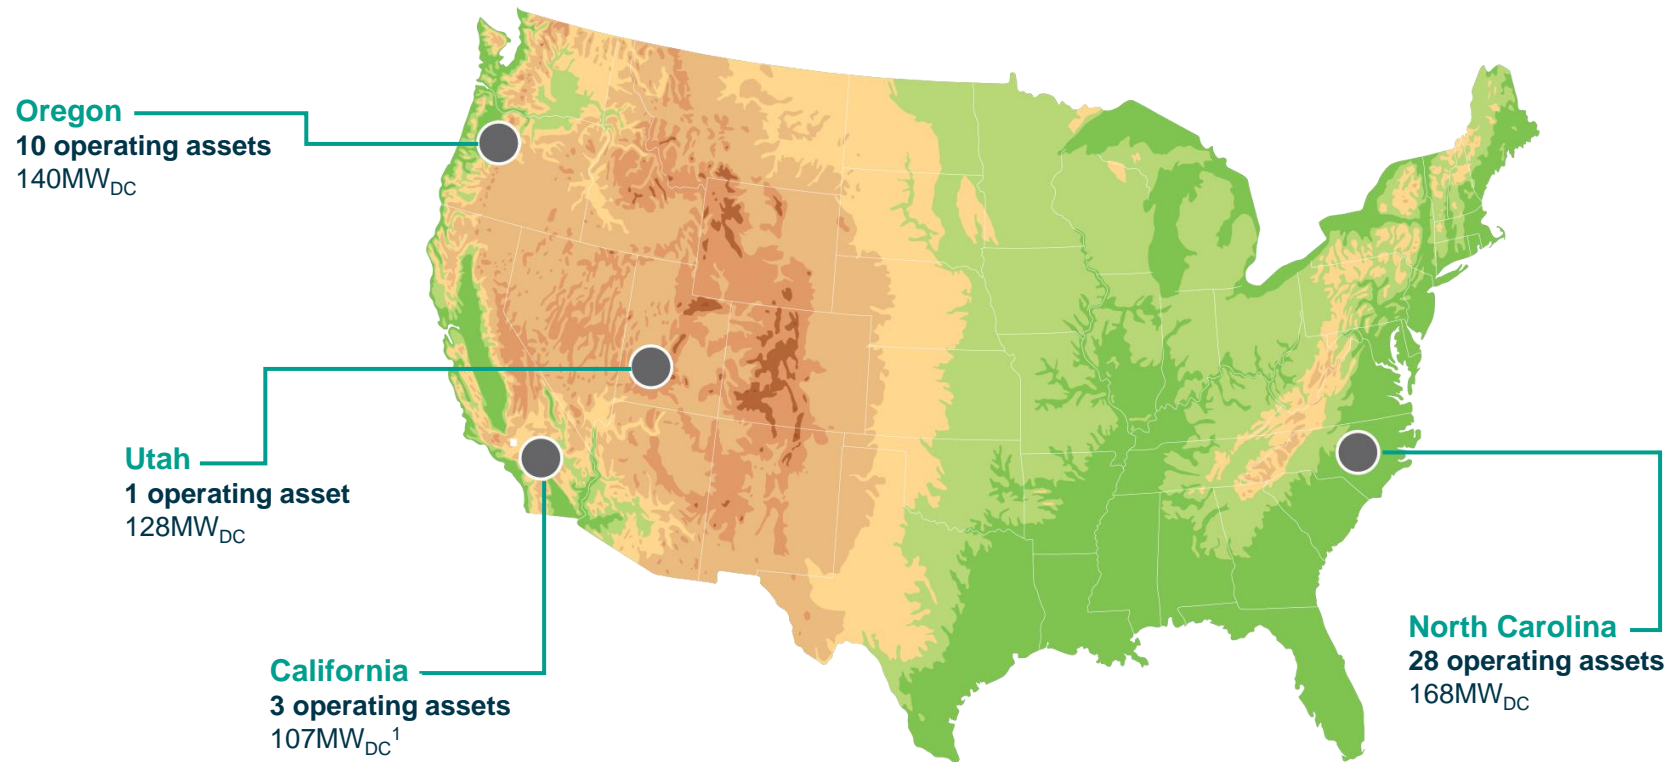 Oregon
10 operating assets
140MWDC
Utah
1 operating asset
128MWDC
California
3 operating assets
107MWDC1
North Carolina
28 operating assets
168MWDC